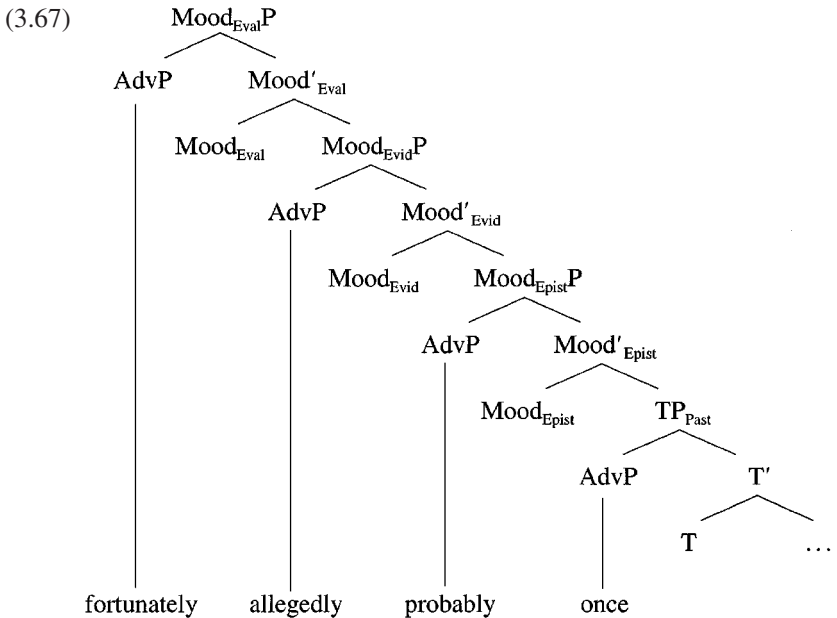 (3.67) Mood_Eval P
AdvP Mood′_Eval
Mood_Eval Mood_Evid P
AdvP Mood′_Evid
Mood_Evid Mood_Epist P
AdvP Mood′_Epist
Mood_Epist TP_Past
AdvP T′
T ...
fortunately allegedly probably once